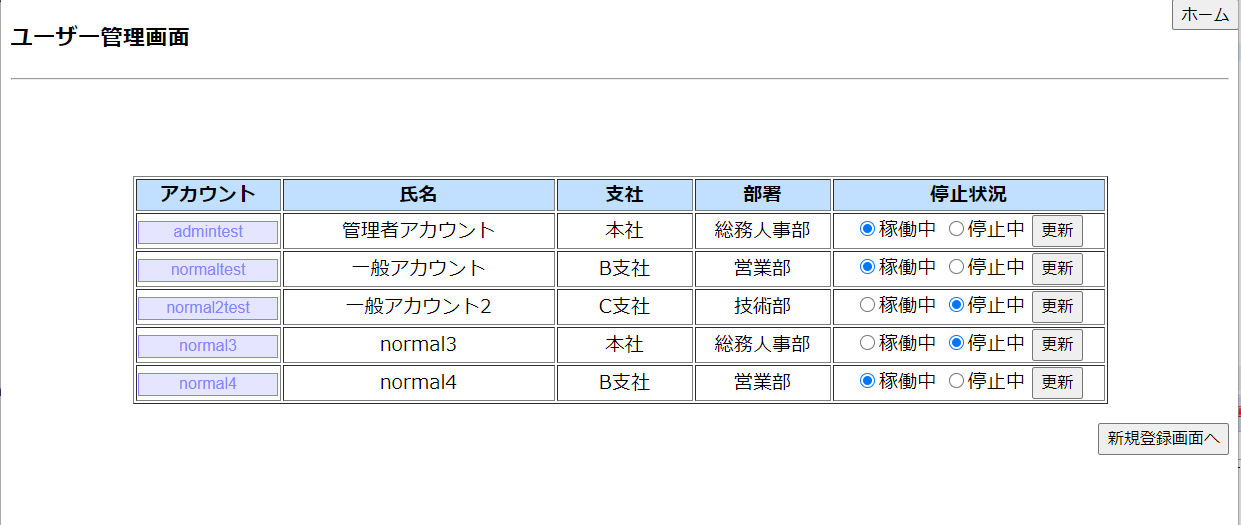 ホーム
ユーザー管理画面
アカウント 氏名 支社 部署 停止状況
admintest 管理者アカウント 本社 総務人事部 稼働中 停止中 更新
normaltest 一般アカウント B支社 営業部 稼働中 停止中 更新
normal2test 一般アカウント2 C支社 技術部 稼働中 停止中 更新
normal3 normal3 本社 総務人事部 稼働中 停止中 更新
normal4 normal4 B支社 営業部 稼働中 停止中 更新
新規登録画面へ